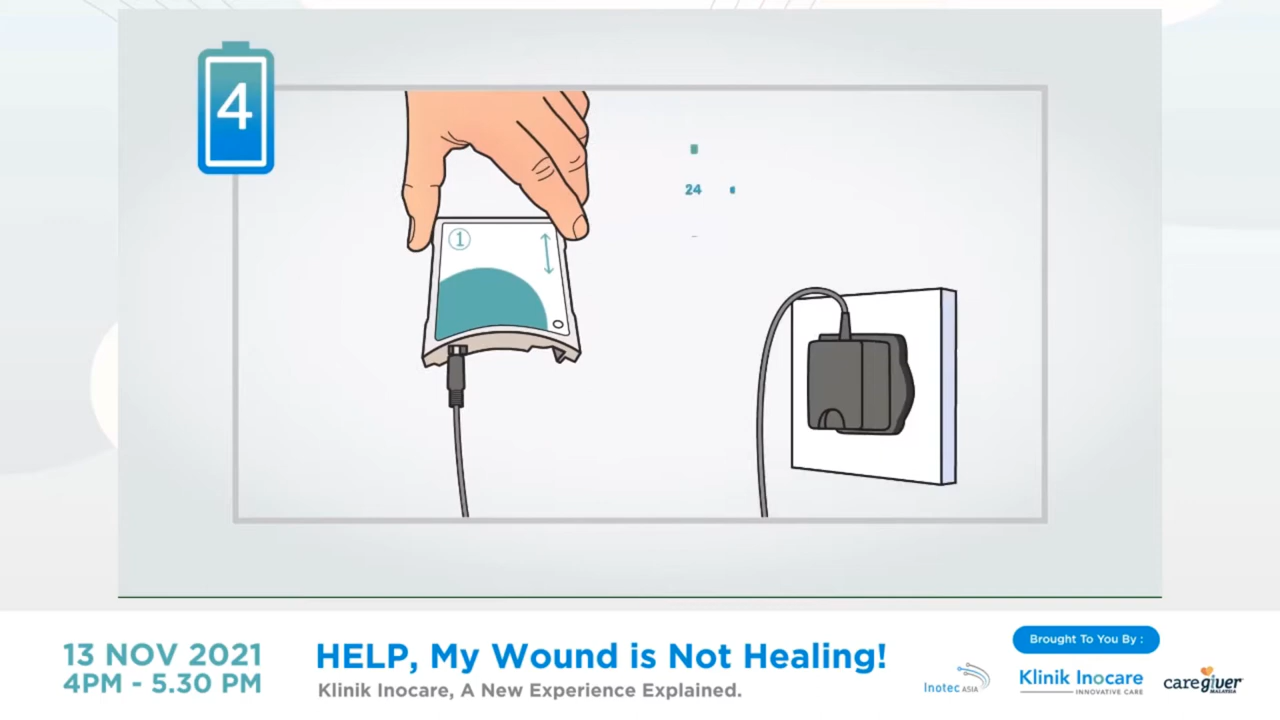 4
24
1
13 NOV 2021
4PM - 5.30 PM
HELP, My Wound is Not Healing!
Klinik Inocare, A New Experience Explained.
Brought To You By :
Inotec ASIA
Klinik Inocare
INNOVATIVE CARE
caregiver
MALAYSIA